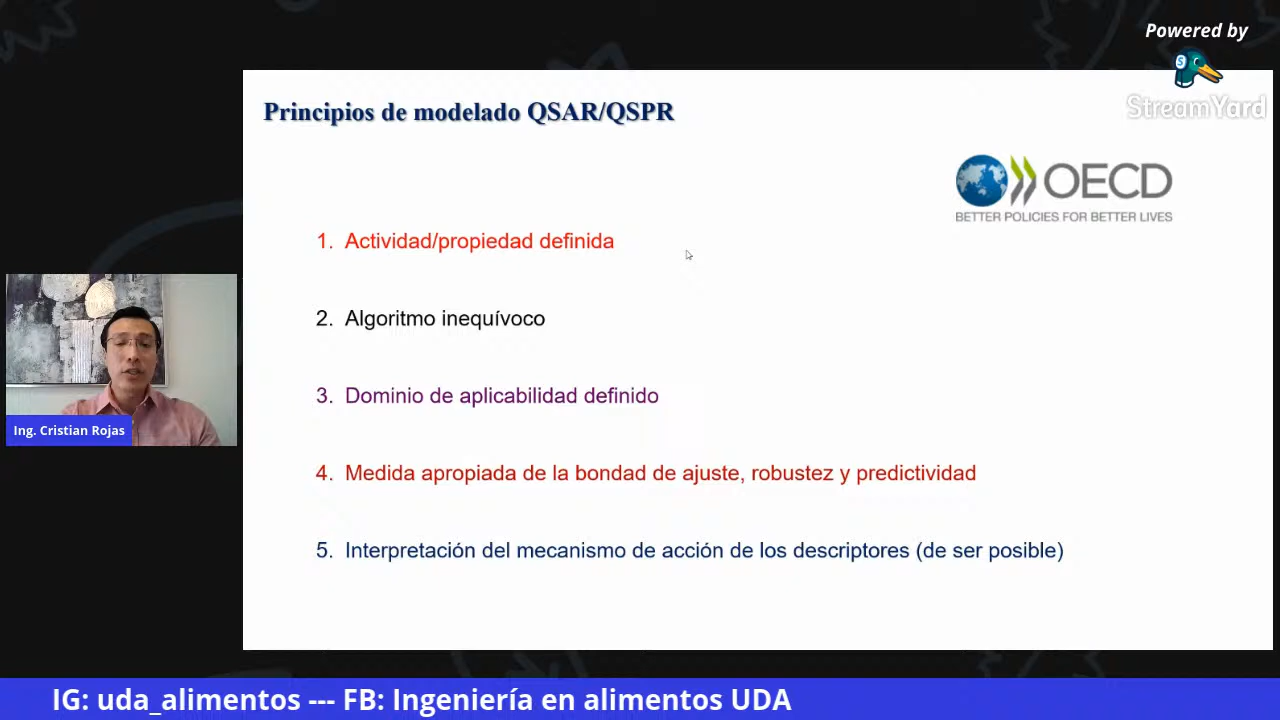 Powered by
S
StreamYard
Principios de modelado QSAR/QSPR
OECD
BETTER POLICIES FOR BETTER LIVES
1. Actividad/propiedad definida
2. Algoritmo inequívoco
3. Dominio de aplicabilidad definido
4. Medida apropiada de la bondad de ajuste, robustez y predictividad
5. Interpretación del mecanismo de acción de los descriptores (de ser posible)
Ing. Cristian Rojas
IG: uda_alimentos --- FB: Ingeniería en alimentos UDA